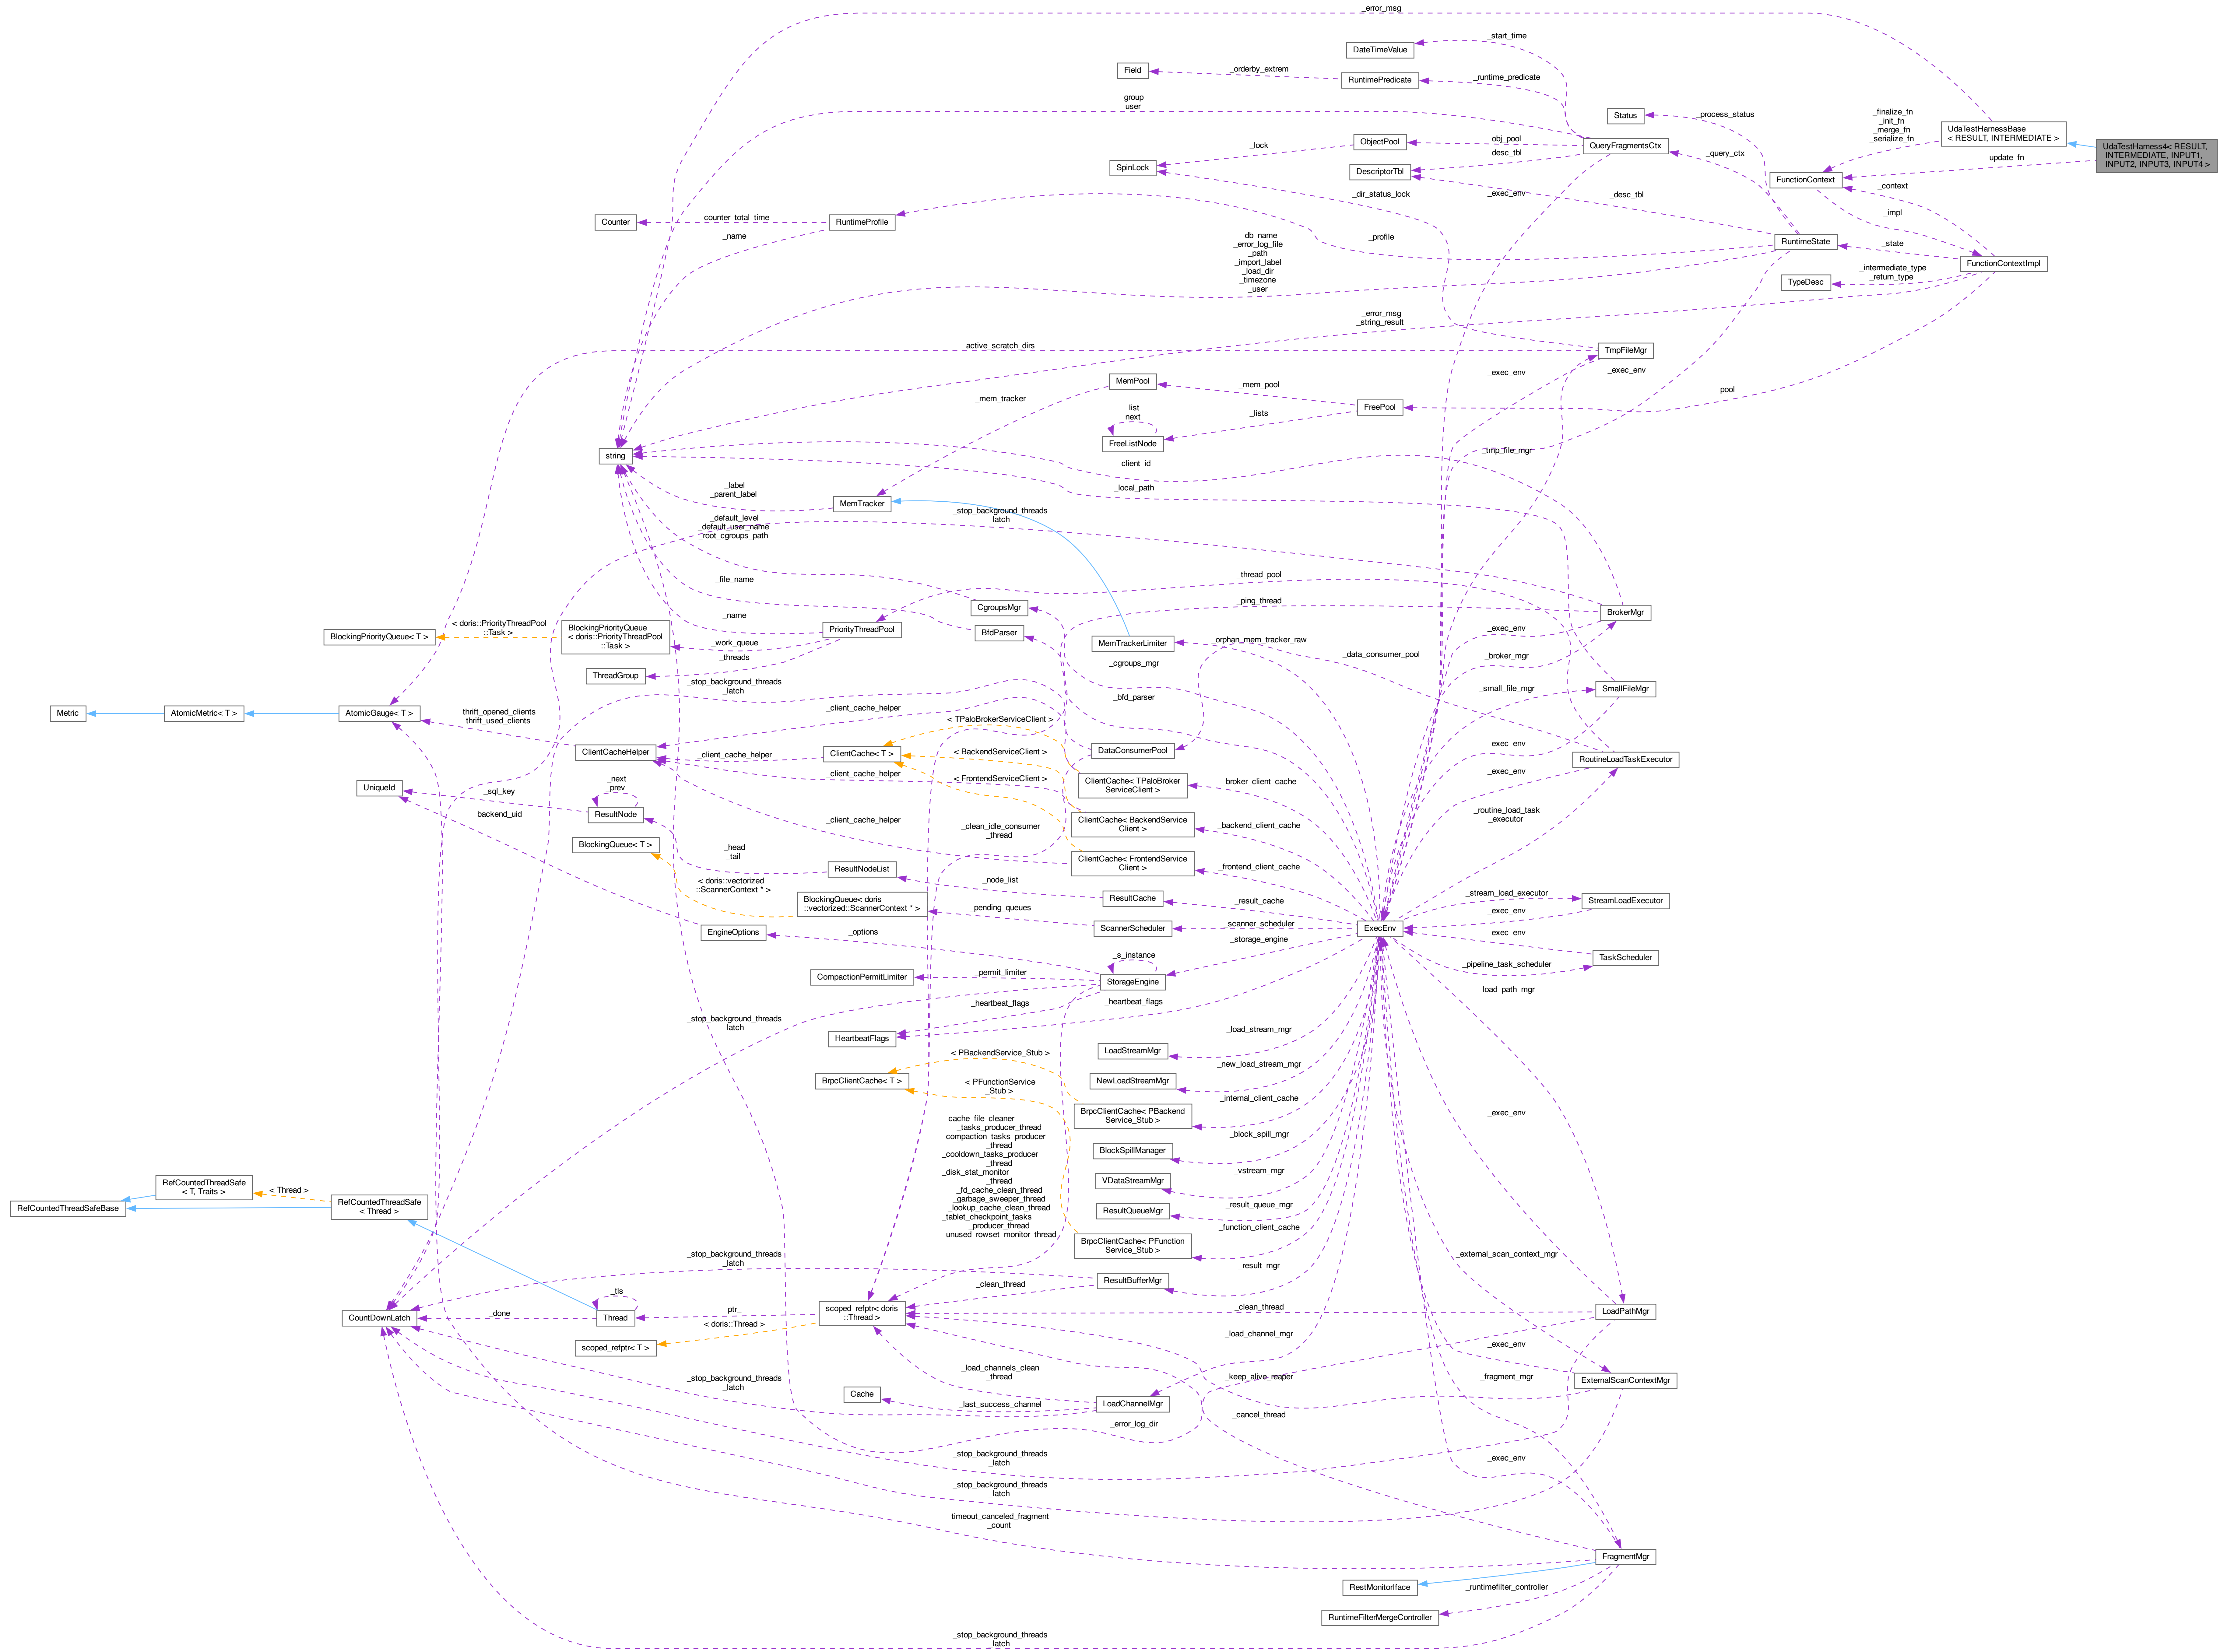 _error_msg
_start_time
DateTimeValue
_orderby_extrem
Field
RuntimePredicate
_runtime_predicate
group
user
Status
_process_status
_finalize_fn
_init_fn
_merge_fn
_serialize_fn
UdaTestHarnessBase
< RESULT, INTERMEDIATE >
UdaTestHarness4< RESULT,
INTERMEDIATE, INPUT1,
INPUT2, INPUT3, INPUT4 >
_update_fn
_lock
ObjectPool
obj_pool
QueryFragmentsCtx
_query_ctx
desc_tbl
SpinLock
DescriptorTbl
FunctionContext
_context
_dir_status_lock
_exec_env
_desc_tbl
_impl
Counter
_counter_total_time
RuntimeProfile
_name
_db_name
_error_log_file
_path
_import_label
_load_dir
_timezone
_user
_profile
RuntimeState
_state
FunctionContextImpl
_intermediate_type
_return_type
TypeDesc
_error_msg
_string_result
active_scratch_dirs
TmpFileMgr
_exec_env
_exec_env
MemPool
_mem_pool
_mem_tracker
_pool
FreePool
list
next
_lists
FreeListNode
string
_client_id
_tmp_file_mgr
_label
_parent_label
_local_path
MemTracker
_default_level
_default_user_name
_root_cgroups_path
_stop_background_threads
_latch
_file_name
_thread_pool
_name
CgroupsMgr
_ping_thread
BrokerMgr
< doris::PriorityThreadPool
::Task >
BlockingPriorityQueue< T >
BlockingPriorityQueue
< doris::PriorityThreadPool
::Task >
PriorityThreadPool
BfdParser
_work_queue
MemTrackerLimiter
_orphan_mem_tracker_raw
_exec_env
_threads
_cgroups_mgr
_data_consumer_pool
_broker_mgr
ThreadGroup
_stop_background_threads
_latch
_bfd_parser
_small_file_mgr
SmallFileMgr
Metric
AtomicMetric< T >
AtomicGauge< T >
thrift_opened_clients
thrift_used_clients
_client_cache_helper
< TPaloBrokerServiceClient >
ClientCacheHelper
_client_cache_helper
ClientCache< T >
< BackendServiceClient >
DataConsumerPool
_exec_env
RoutineLoadTaskExecutor
_client_cache_helper
< FrontendServiceClient >
ClientCache< TPaloBroker
ServiceClient >
_broker_client_cache
_exec_env
UniqueId
_sql_key
_next
_prev
ResultNode
backend_uid
_client_cache_helper
_clean_idle_consumer
_thread
ClientCache< BackendService
Client >
_backend_client_cache
_routine_load_task
_executor
BlockingQueue< T >
_head
_tail
ResultNodeList
ClientCache< FrontendService
Client >
_frontend_client_cache
< doris::vectorized
::ScannerContext * >
BlockingQueue< doris
::vectorized::ScannerContext * >
_node_list
ResultCache
_result_cache
_stream_load_executor
StreamLoadExecutor
_pending_queues
ScannerScheduler
_scanner_scheduler
ExecEnv
_exec_env
EngineOptions
_options
_storage_engine
_exec_env
TaskScheduler
_s_instance
CompactionPermitLimiter
_permit_limiter
StorageEngine
_pipeline_task_scheduler
_heartbeat_flags
_heartbeat_flags
_load_path_mgr
_stop_background_threads
_latch
HeartbeatFlags
LoadStreamMgr
_load_stream_mgr
< PBackendService_Stub >
BrpcClientCache< T >
NewLoadStreamMgr
_new_load_stream_mgr
< PFunctionService
_Stub >
BrpcClientCache< PBackend
Service_Stub >
_internal_client_cache
_exec_env
_cache_file_cleaner
_tasks_producer_thread
_compaction_tasks_producer
_thread
_cooldown_tasks_producer
_thread
_disk_stat_monitor
_thread
_fd_cache_clean_thread
_garbage_sweeper_thread
_lookup_cache_clean_thread
_tablet_checkpoint_tasks
_producer_thread
_unused_rowset_monitor_thread
BlockSpillManager
_block_spill_mgr
VDataStreamMgr
_vstream_mgr
ResultQueueMgr
_result_queue_mgr
BrpcClientCache< PFunction
Service_Stub >
_function_client_cache
RefCountedThreadSafeBase
RefCountedThreadSafe
< T, Traits >
< Thread >
RefCountedThreadSafe
< Thread >
_stop_background_threads
_latch
_external_scan_context_mgr
_tls
_clean_thread
ResultBufferMgr
_result_mgr
CountDownLatch
_done
Thread
ptr_
scoped_refptr< doris
::Thread >
_clean_thread
LoadPathMgr
< doris::Thread >
scoped_refptr< T >
_load_channel_mgr
_exec_env
_stop_background_threads
_latch
_load_channels_clean
_thread
_keep_alive_reaper
_fragment_mgr
ExternalScanContextMgr
Cache
_last_success_channel
LoadChannelMgr
_error_log_dir
_cancel_thread
_stop_background_threads
_latch
_exec_env
_stop_background_threads
_latch
timeout_canceled_fragment
_count
FragmentMgr
RestMonitorIface
_runtimefilter_controller
RuntimeFilterMergeController
_stop_background_threads
_latch